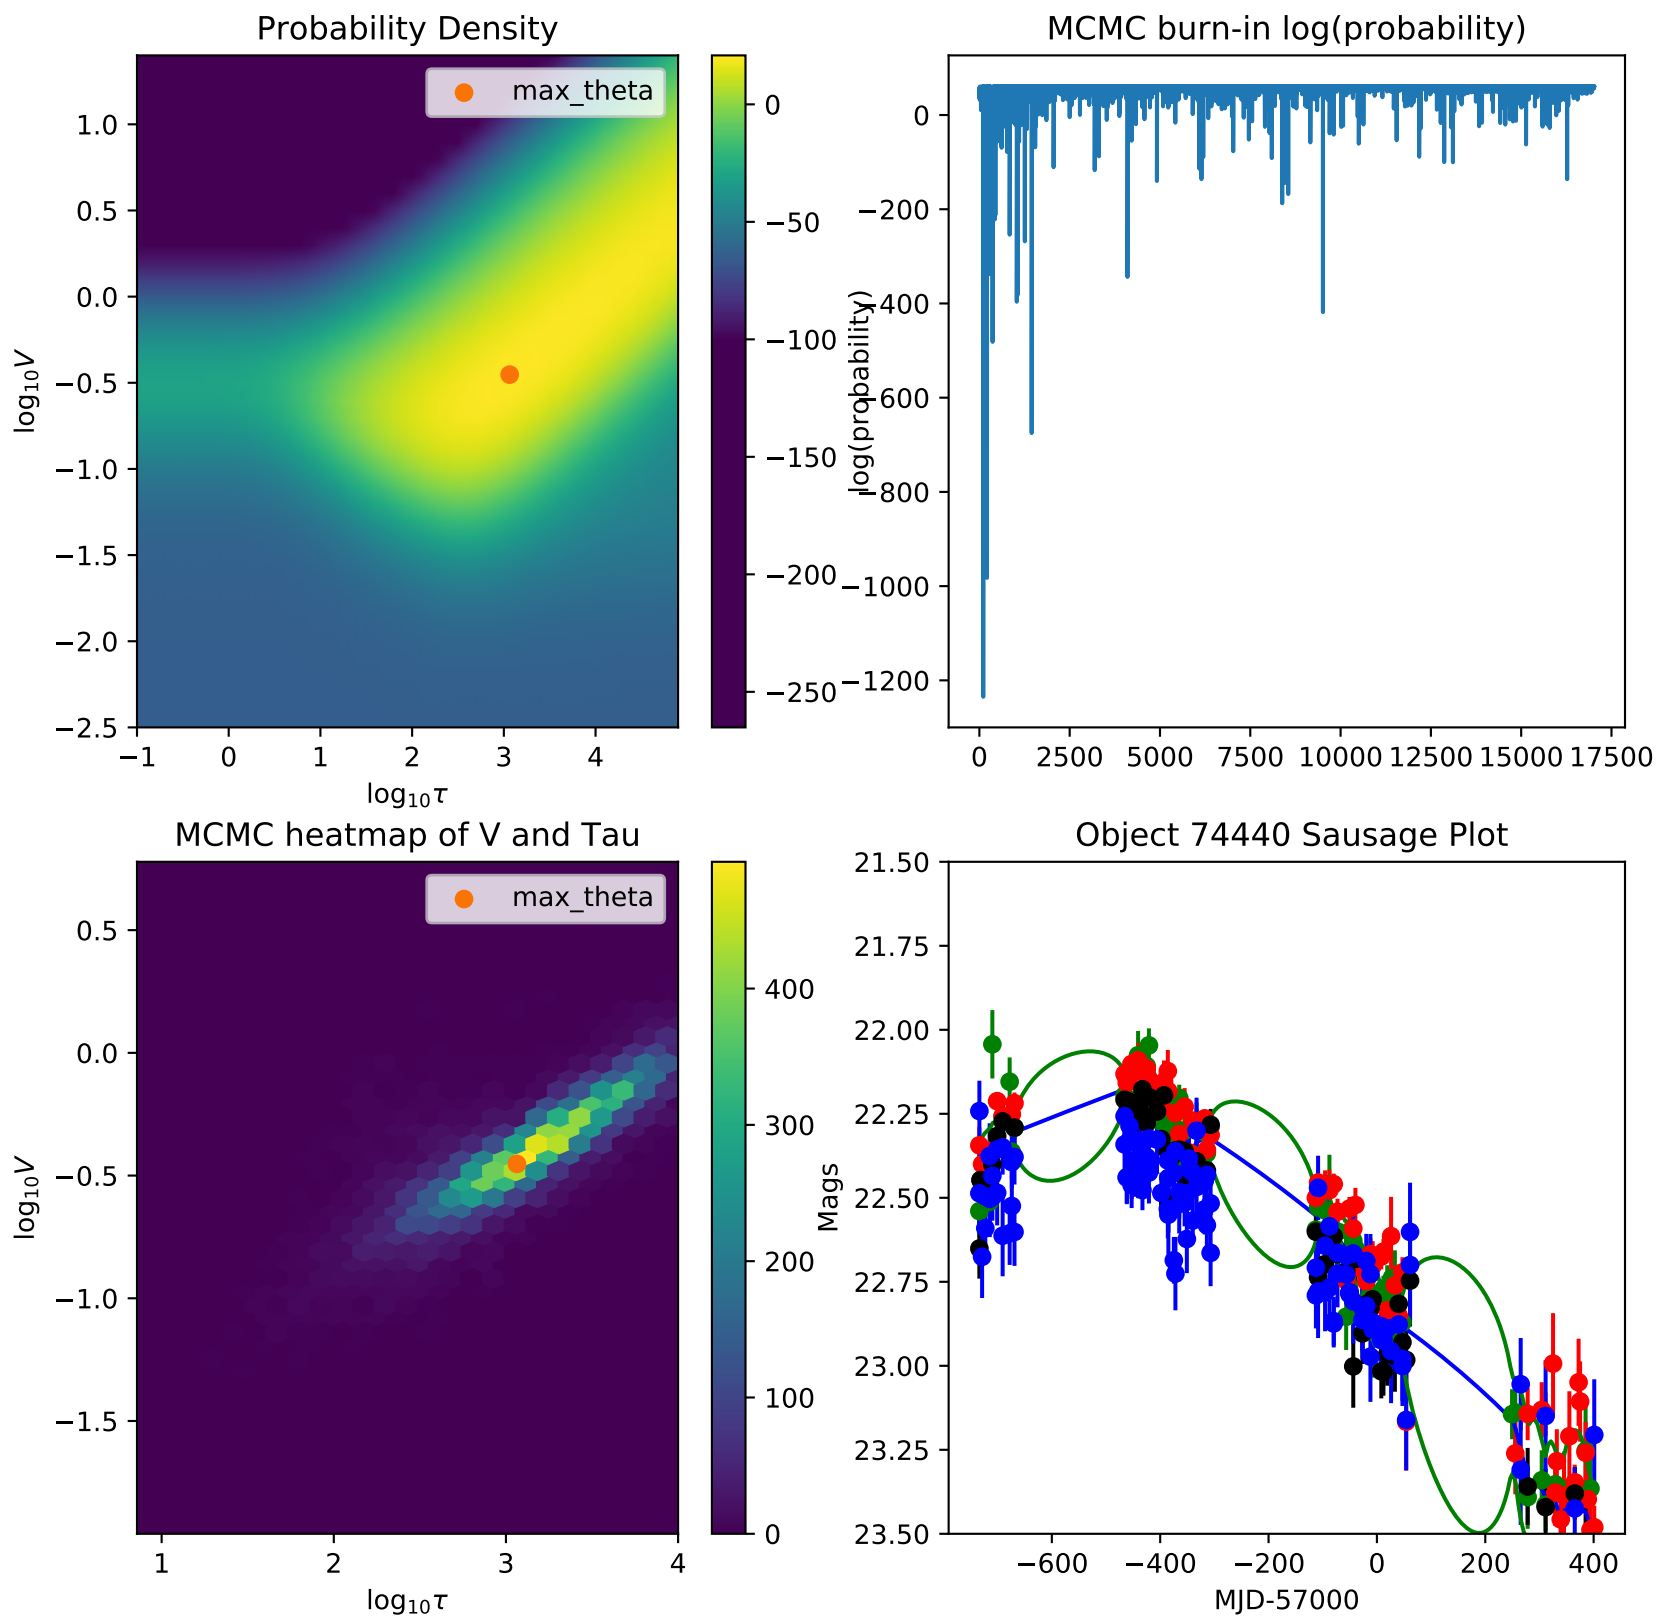 Probability Density
max_theta
1.0
0.5
0.0
−0.5
−1.0
−1.5
−2.0
−2.5
log₁₀V
−1 0 1 2 3 4
log₁₀τ
0
−50
−100
−150
−200
−250
MCMC burn-in log(probability)
0
−200
−400
−600
−800
−1000
−1200
log(probability)
0 2500 5000 7500 10000 12500 15000 17500
MCMC heatmap of V and Tau
max_theta
0.5
0.0
−0.5
−1.0
−1.5
log₁₀V
1 2 3 4
log₁₀τ
400
300
200
100
0
Object 74440 Sausage Plot
21.50
21.75
22.00
22.25
22.50
22.75
23.00
23.25
23.50
Mags
−600 −400 −200 0 200 400
MJD-57000